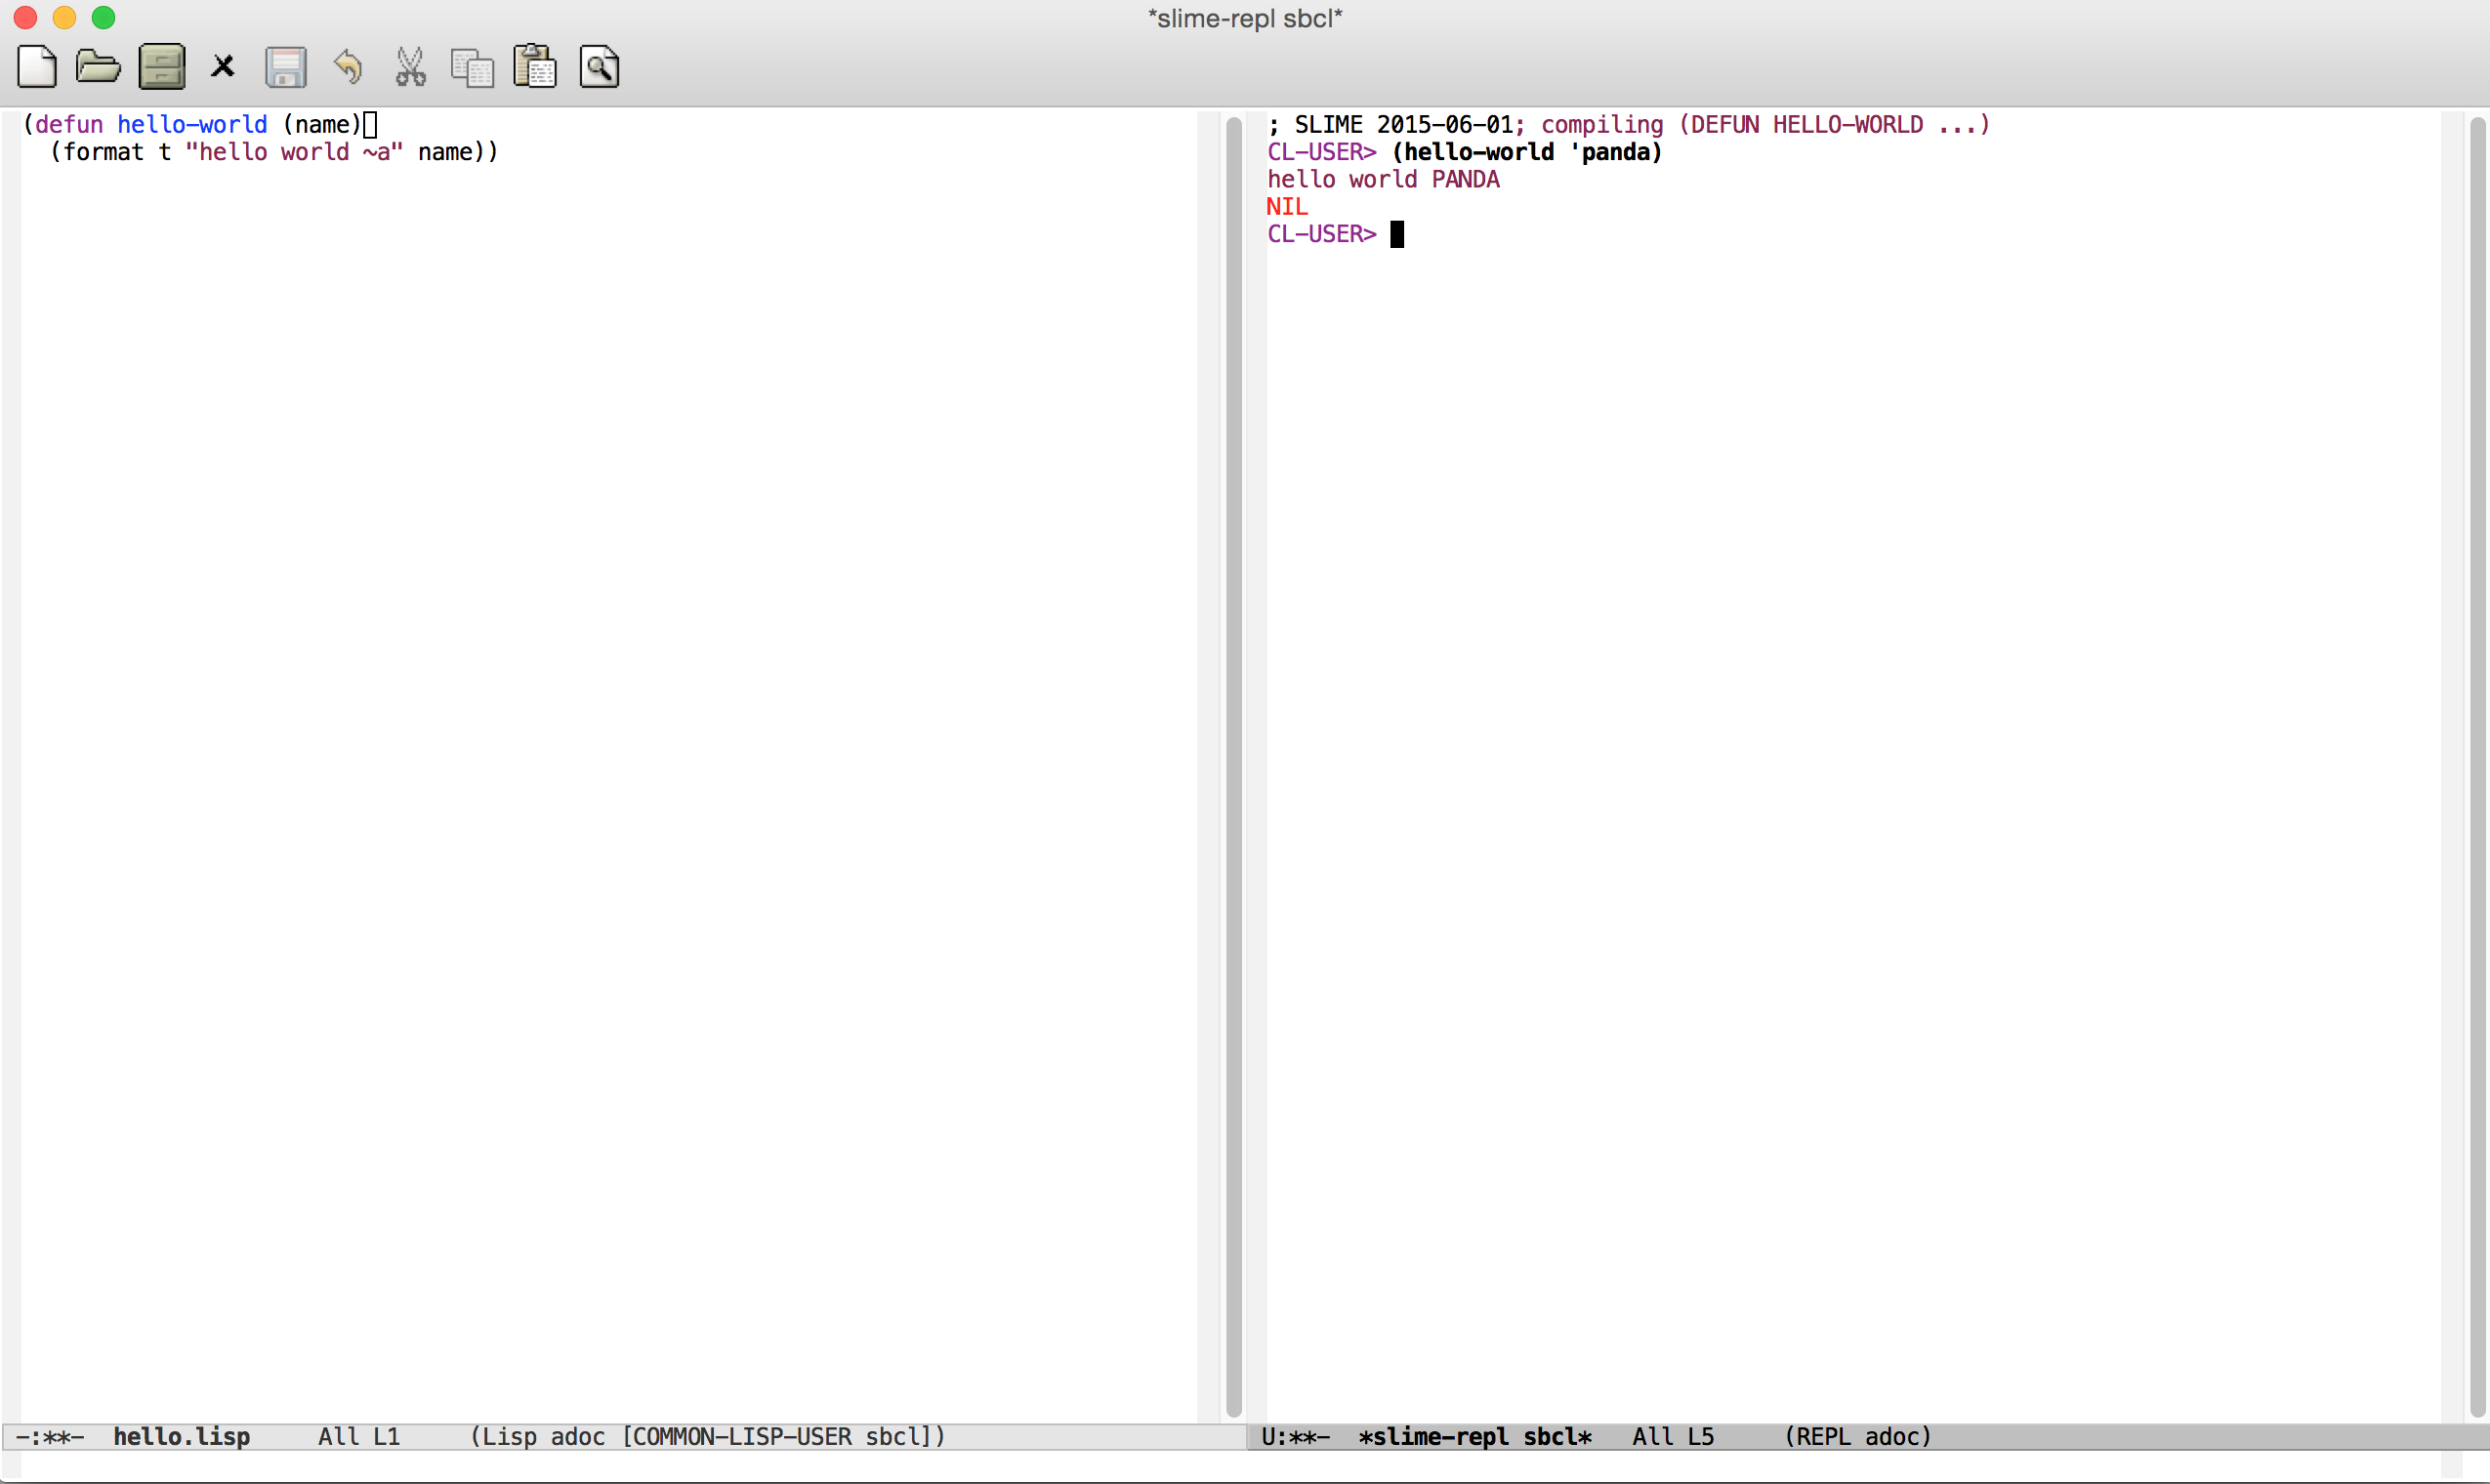 *slime-repl sbcl*
(defun hello-world (name)
  (format t "hello world ~a" name))
; SLIME 2015-06-01; compiling (DEFUN HELLO-WORLD ...)
CL-USER> (hello-world 'panda)
hello world PANDA
NIL
CL-USER>
-:**-  hello.lisp     All L1     (Lisp adoc [COMMON-LISP-USER sbcl])
U:**-  *slime-repl sbcl*   All L5     (REPL adoc)